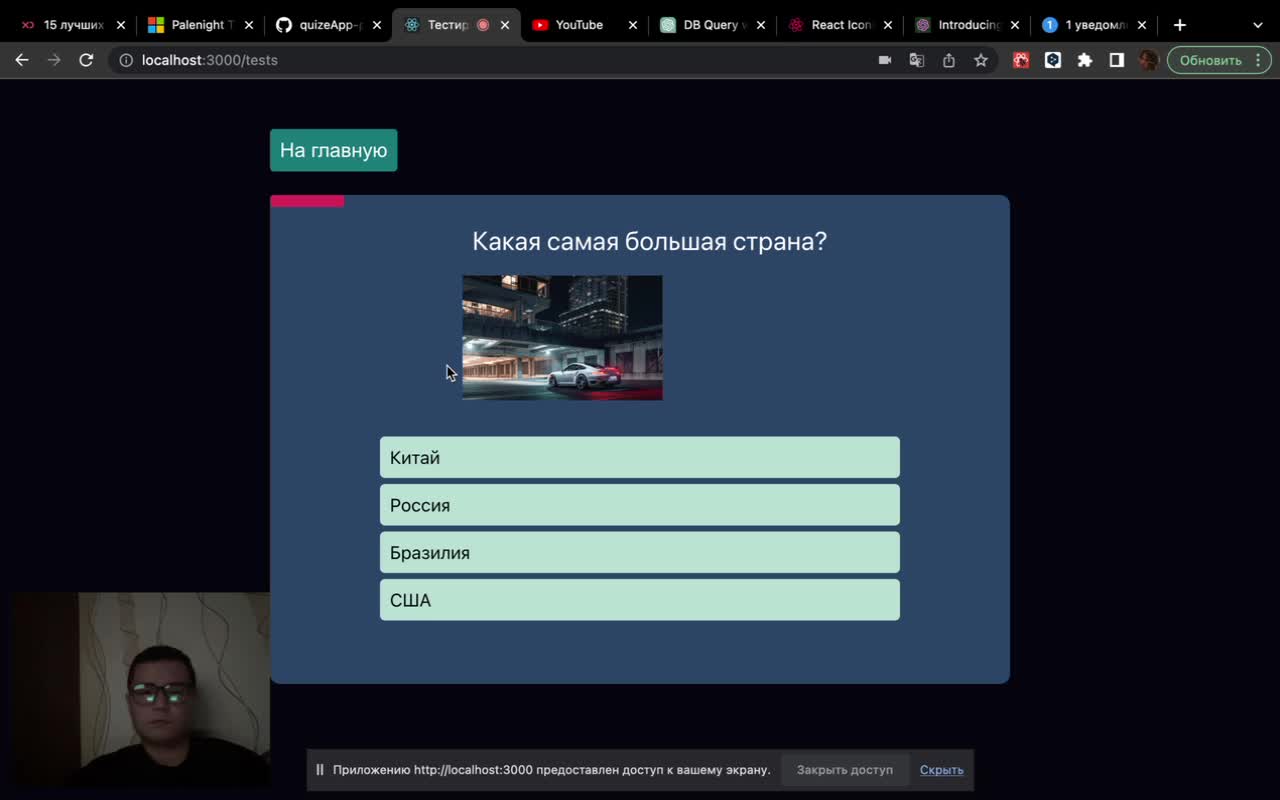 15 лучших
Palenight T
quizeApp-
Тестир
YouTube
DB Query
React Icon
Introducing
1 уведомл
localhost:3000/tests
Обновить
На главную
Какая самая большая страна?
Китай
Россия
Бразилия
США
Приложению http://localhost:3000 предоставлен доступ к вашему экрану.
Закрыть доступ
Скрыть